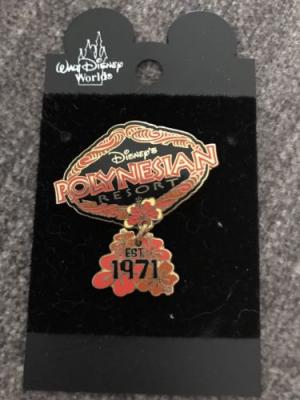 Walt Disney
World®
Disney's
POLYNESIAN
RESORT
EST.
1971